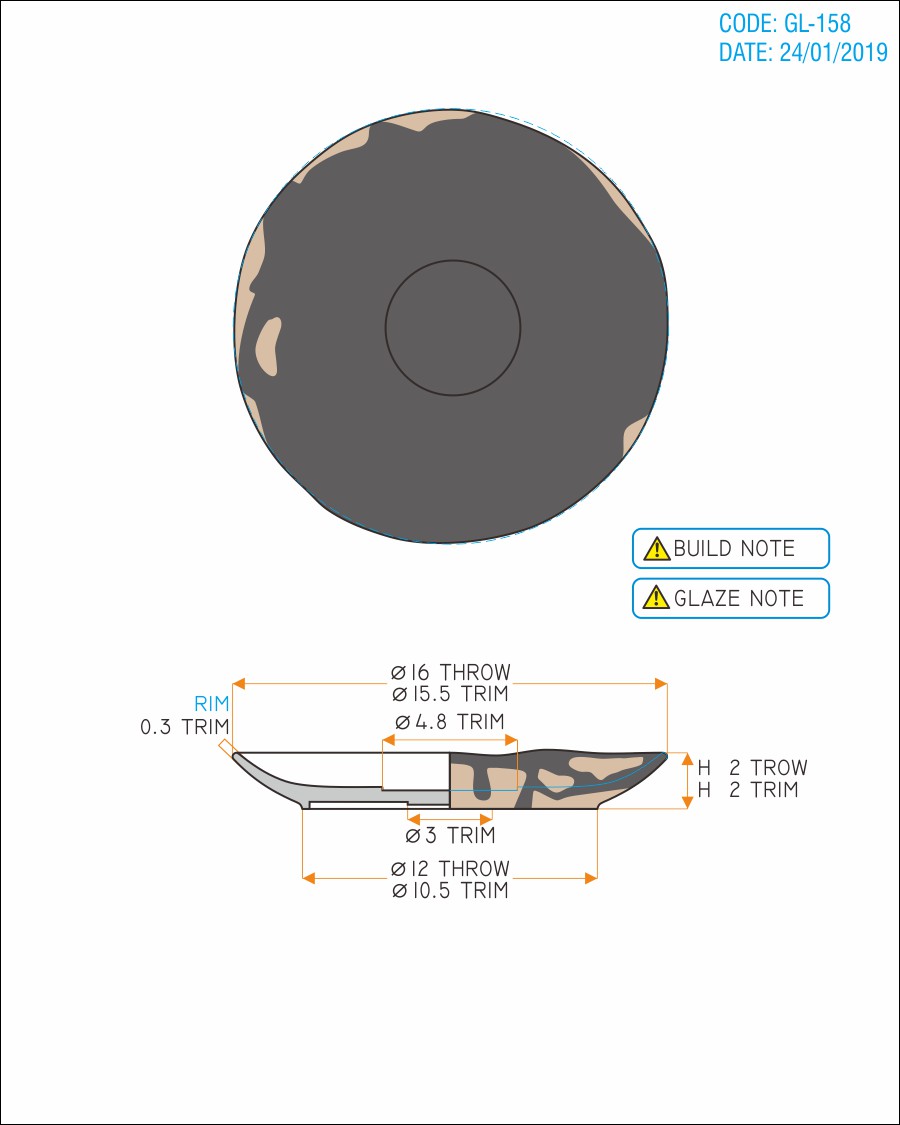 CODE: GL-158
DATE: 24/01/2019
BUILD NOTE
GLAZE NOTE
⌀16 THROW
⌀15.5 TRIM
RIM
0.3 TRIM
⌀4.8 TRIM
H 2 TROW
H 2 TRIM
⌀3 TRIM
⌀12 THROW
⌀10.5 TRIM